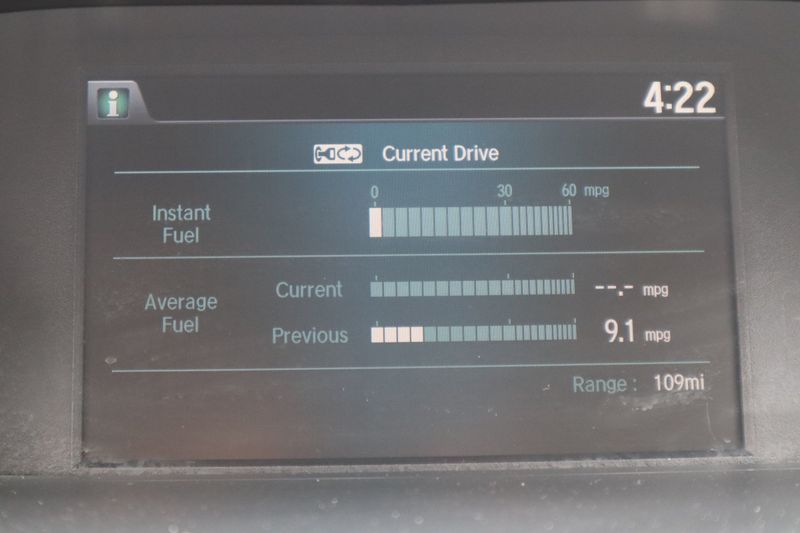 i
4:22
Current Drive
0 30 60 mpg
Instant
Fuel
Average
Fuel
Current --.- mpg
Previous 9.1 mpg
Range : 109mi